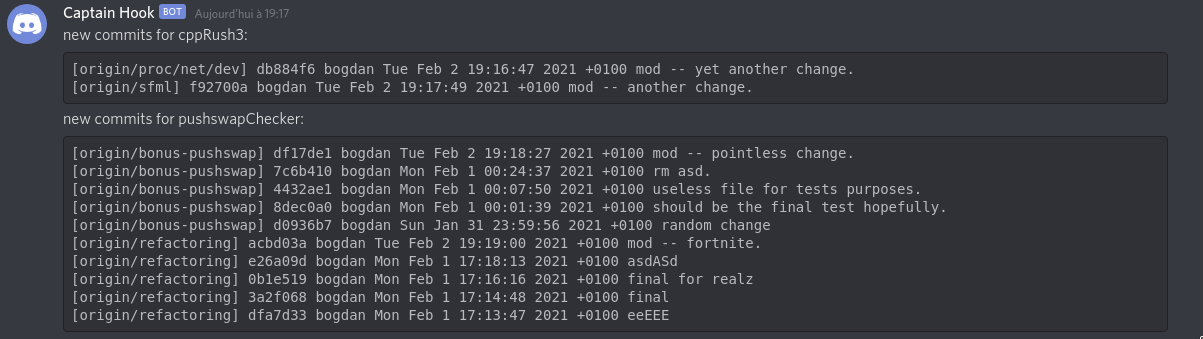 Captain Hook BOT Aujourd'hui à 19:17
new commits for cppRush3:
[origin/proc/net/dev] db884f6 bogdan Tue Feb 2 19:16:47 2021 +0100 mod -- yet another change.
[origin/sfml] f92700a bogdan Tue Feb 2 19:17:49 2021 +0100 mod -- another change.
new commits for pushswapChecker:
[origin/bonus-pushswap] df17de1 bogdan Tue Feb 2 19:18:27 2021 +0100 mod -- pointless change.
[origin/bonus-pushswap] 7c6b410 bogdan Mon Feb 1 00:24:37 2021 +0100 rm asd.
[origin/bonus-pushswap] 4432ae1 bogdan Mon Feb 1 00:07:50 2021 +0100 useless file for tests purposes.
[origin/bonus-pushswap] 8dec0a0 bogdan Mon Feb 1 00:01:39 2021 +0100 should be the final test hopefully.
[origin/bonus-pushswap] d0936b7 bogdan Sun Jan 31 23:59:56 2021 +0100 random change
[origin/refactoring] acbd03a bogdan Tue Feb 2 19:19:00 2021 +0100 mod -- fortnite.
[origin/refactoring] e26a09d bogdan Mon Feb 1 17:18:13 2021 +0100 asdASd
[origin/refactoring] 0b1e519 bogdan Mon Feb 1 17:16:16 2021 +0100 final for realz
[origin/refactoring] 3a2f068 bogdan Mon Feb 1 17:14:48 2021 +0100 final
[origin/refactoring] dfa7d33 bogdan Mon Feb 1 17:13:47 2021 +0100 eeEEE